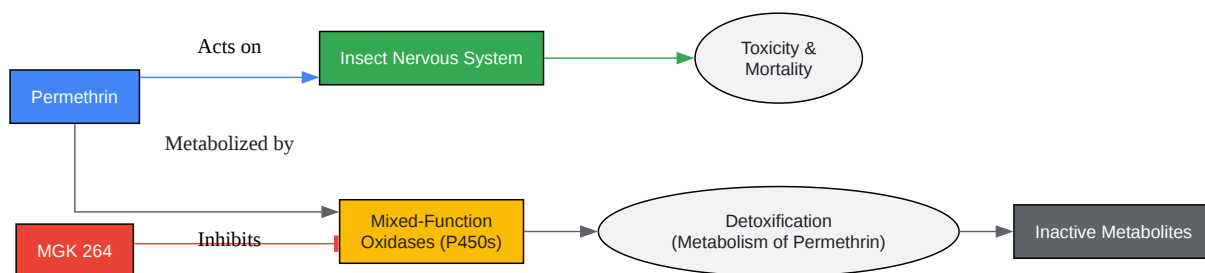 Acts on
Insect Nervous System
Toxicity &
Mortality
Permethrin
Metabolized by
Mixed-Function
Oxidases (P450s)
Detoxification
(Metabolism of Permethrin)
Inactive Metabolites
MGK 264
Inhibits